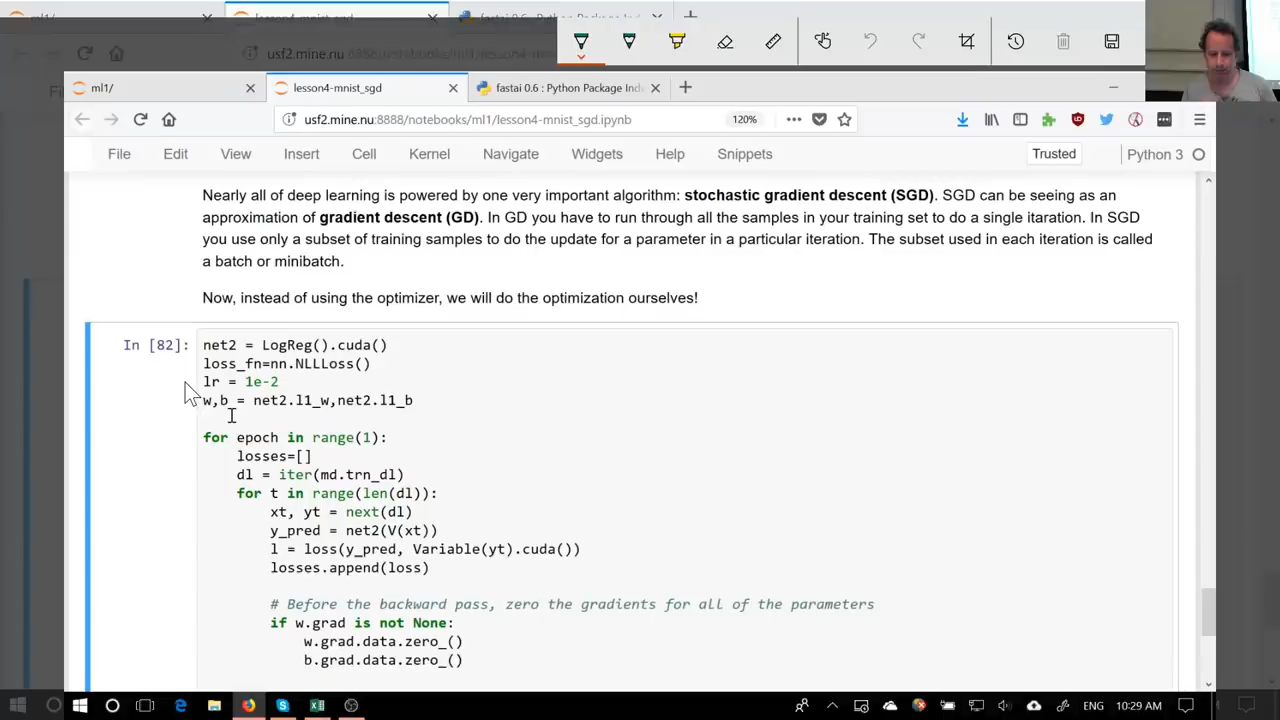 ml1/
lesson4-mnist_sgd
fastai 0.6 : Python Package Ind
usf2.mine.nu:8888/notebooks/ml1/lesson4-mnist_sgd.ipynb
120%
File Edit View Insert Cell Kernel Navigate Widgets Help Snippets
Trusted
Python 3
Nearly all of deep learning is powered by one very important algorithm: stochastic gradient descent (SGD). SGD can be seeing as an
approximation of gradient descent (GD). In GD you have to run through all the samples in your training set to do a single itaration. In SGD
you use only a subset of training samples to do the update for a parameter in a particular iteration. The subset used in each iteration is called
a batch or minibatch.
Now, instead of using the optimizer, we will do the optimization ourselves!
In [82]:
net2 = LogReg().cuda()
loss_fn=nn.NLLLoss()
lr = 1e-2
w,b = net2.l1_w,net2.l1_b
for epoch in range(1):
losses=[]
dl = iter(md.trn_dl)
for t in range(len(dl)):
xt, yt = next(dl)
y_pred = net2(V(xt))
l = loss(y_pred, Variable(yt).cuda())
losses.append(loss)
# Before the backward pass, zero the gradients for all of the parameters
if w.grad is not None:
w.grad.data.zero_()
b.grad.data.zero_()
ENG 10:29 AM